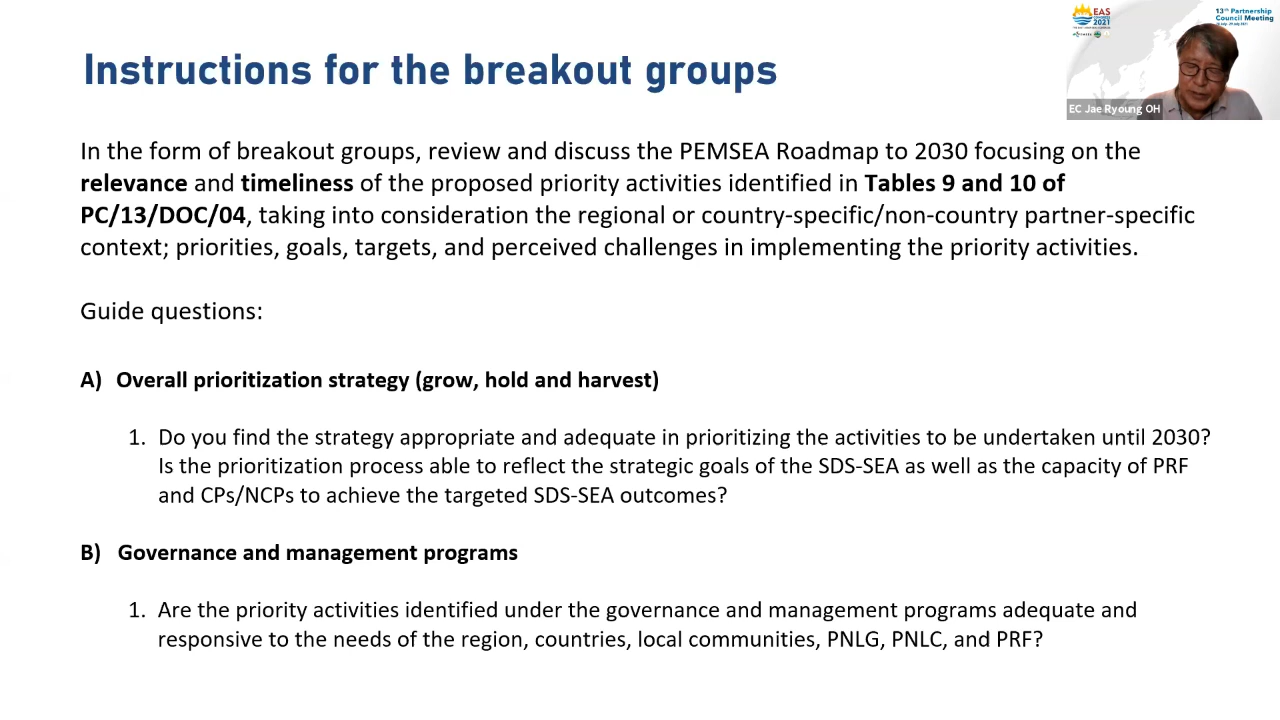 Instructions for the breakout groups
EAS
CONGRESS
2021
13th Partnership
Council Meeting
EC Jae Ryoung OH
In the form of breakout groups, review and discuss the PEMSEA Roadmap to 2030 focusing on the
relevance and timeliness of the proposed priority activities identified in Tables 9 and 10 of
PC/13/DOC/04, taking into consideration the regional or country-specific/non-country partner-specific
context; priorities, goals, targets, and perceived challenges in implementing the priority activities.
Guide questions:
A) Overall prioritization strategy (grow, hold and harvest)
1. Do you find the strategy appropriate and adequate in prioritizing the activities to be undertaken until 2030?
Is the prioritization process able to reflect the strategic goals of the SDS-SEA as well as the capacity of PRF
and CPs/NCPs to achieve the targeted SDS-SEA outcomes?
B) Governance and management programs
1. Are the priority activities identified under the governance and management programs adequate and
responsive to the needs of the region, countries, local communities, PNLG, PNLC, and PRF?